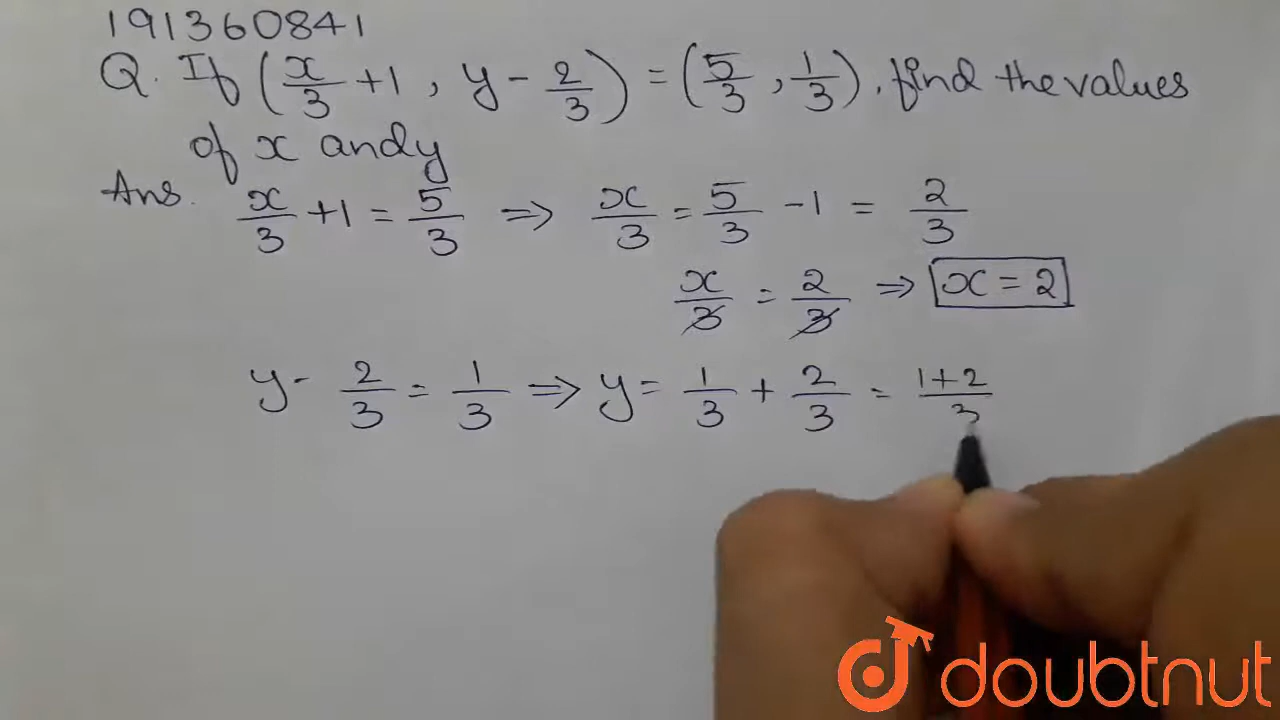 191360841
Q. If (x/3 + 1, y - 2/3) = (5/3, 1/3), find the values
of x and y
Ans. x/3 + 1 = 5/3 ⇒ x/3 = 5/3 - 1 = 2/3
x/3 = 2/3 ⇒ x = 2
y - 2/3 = 1/3 ⇒ y = 1/3 + 2/3 = 1+2/3
doubtnut